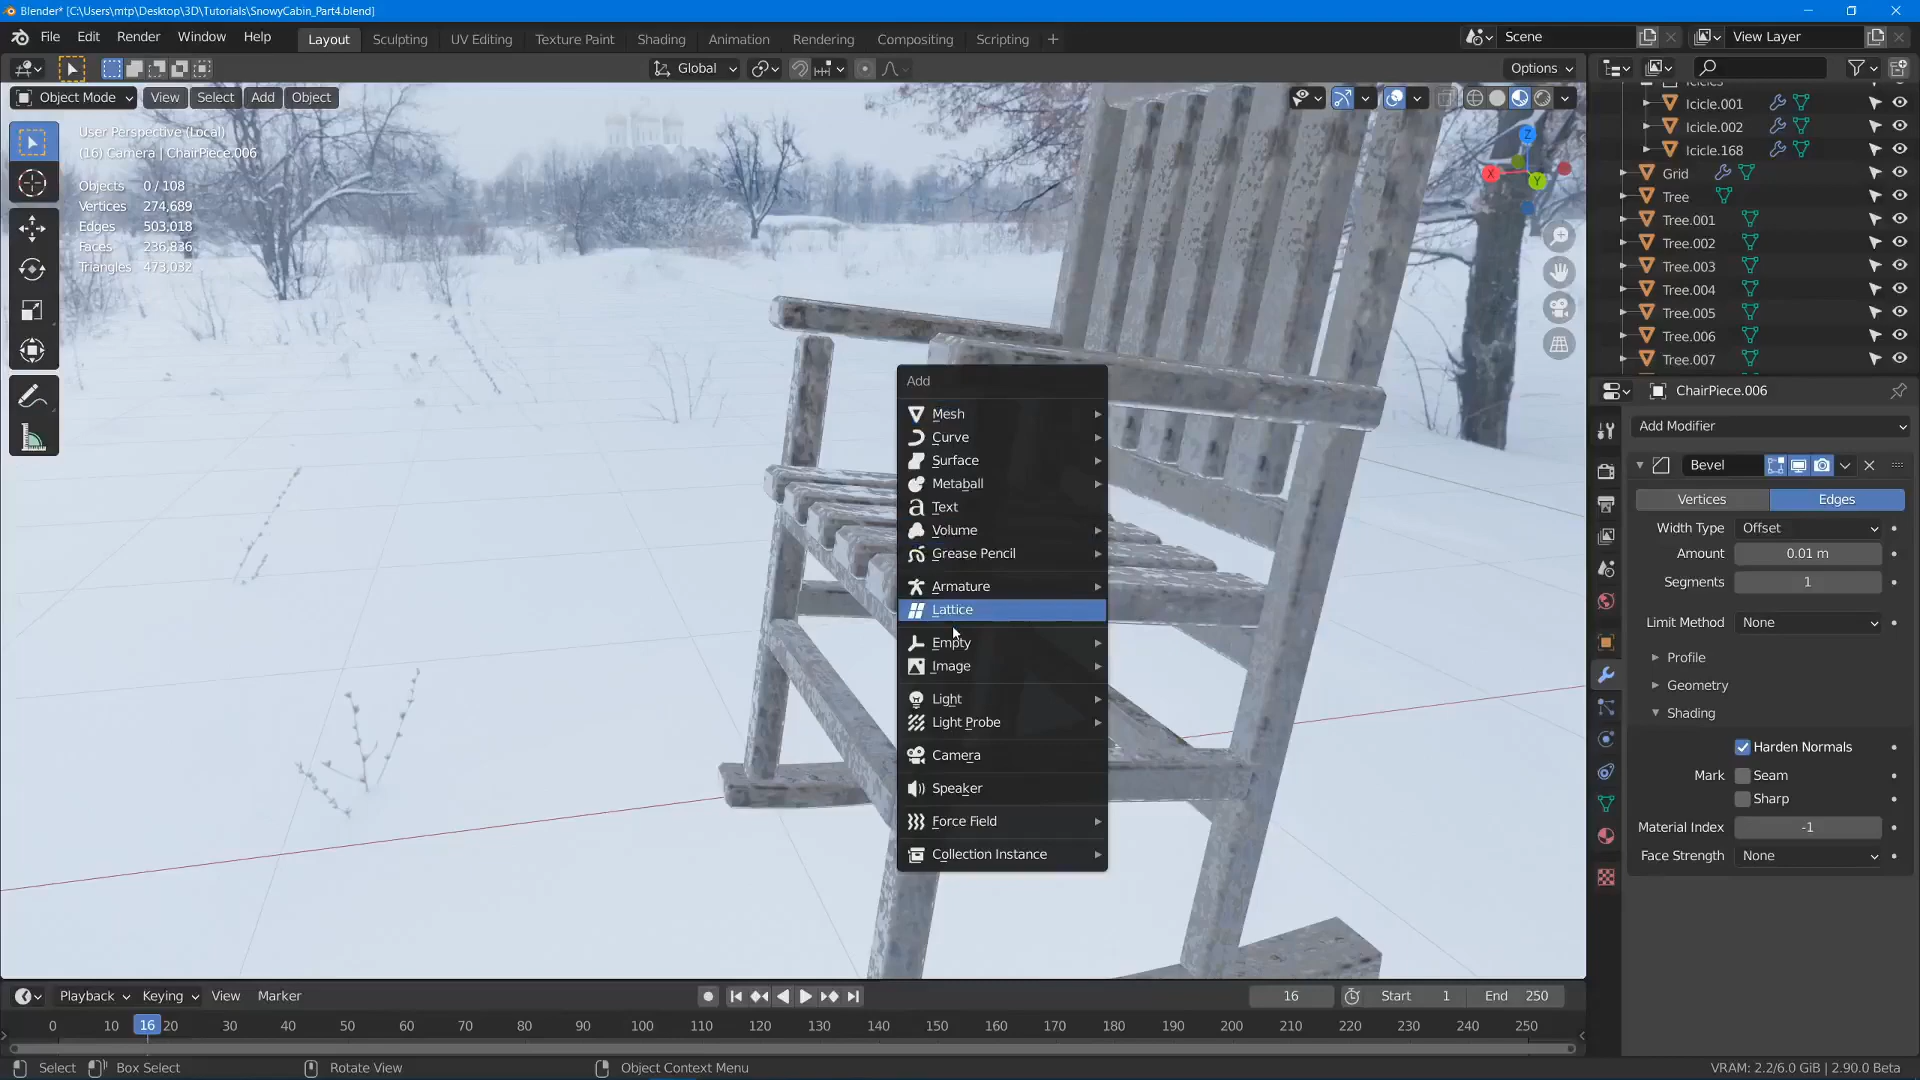 Blender* [C:\Users\mtp\Desktop\3D\Tutorials\SnowyCabin_Part4.blend]
File Edit Render Window Help Layout Sculpting UV Editing Texture Paint Shading Animation Rendering Compositing Scripting + Scene View Layer
Global Options
Object Mode View Select Add Object
User Perspective (Local)
(16) Camera | ChairPiece.006
Objects 0 / 108
Vertices 274,689
Edges 503,018
Faces 236,836
Triangles 473,032
Z
X
Y
Add
Mesh
Curve
Surface
Metaball
Text
Volume
Grease Pencil
Armature
Lattice
Empty
Image
Light
Light Probe
Camera
Speaker
Force Field
Collection Instance
Icicle.001
Icicle.002
Icicle.168
Grid
Tree
Tree.001
Tree.002
Tree.003
Tree.004
Tree.005
Tree.006
Tree.007
ChairPiece.006
Add Modifier
Bevel
Vertices Edges
Width Type Offset
Amount 0.01 m
Segments 1
Limit Method None
Profile
Geometry
Shading
Harden Normals
Mark Seam
Sharp
Material Index -1
Face Strength None
Playback Keying View Marker 16 Start 1 End 250
0 10 16 20 30 40 50 60 70 80 90 100 110 120 130 140 150 160 170 180 190 200 210 220 230 240 250
Select Box Select Rotate View Object Context Menu VRAM: 2.2/6.0 GiB | 2.90.0 Beta